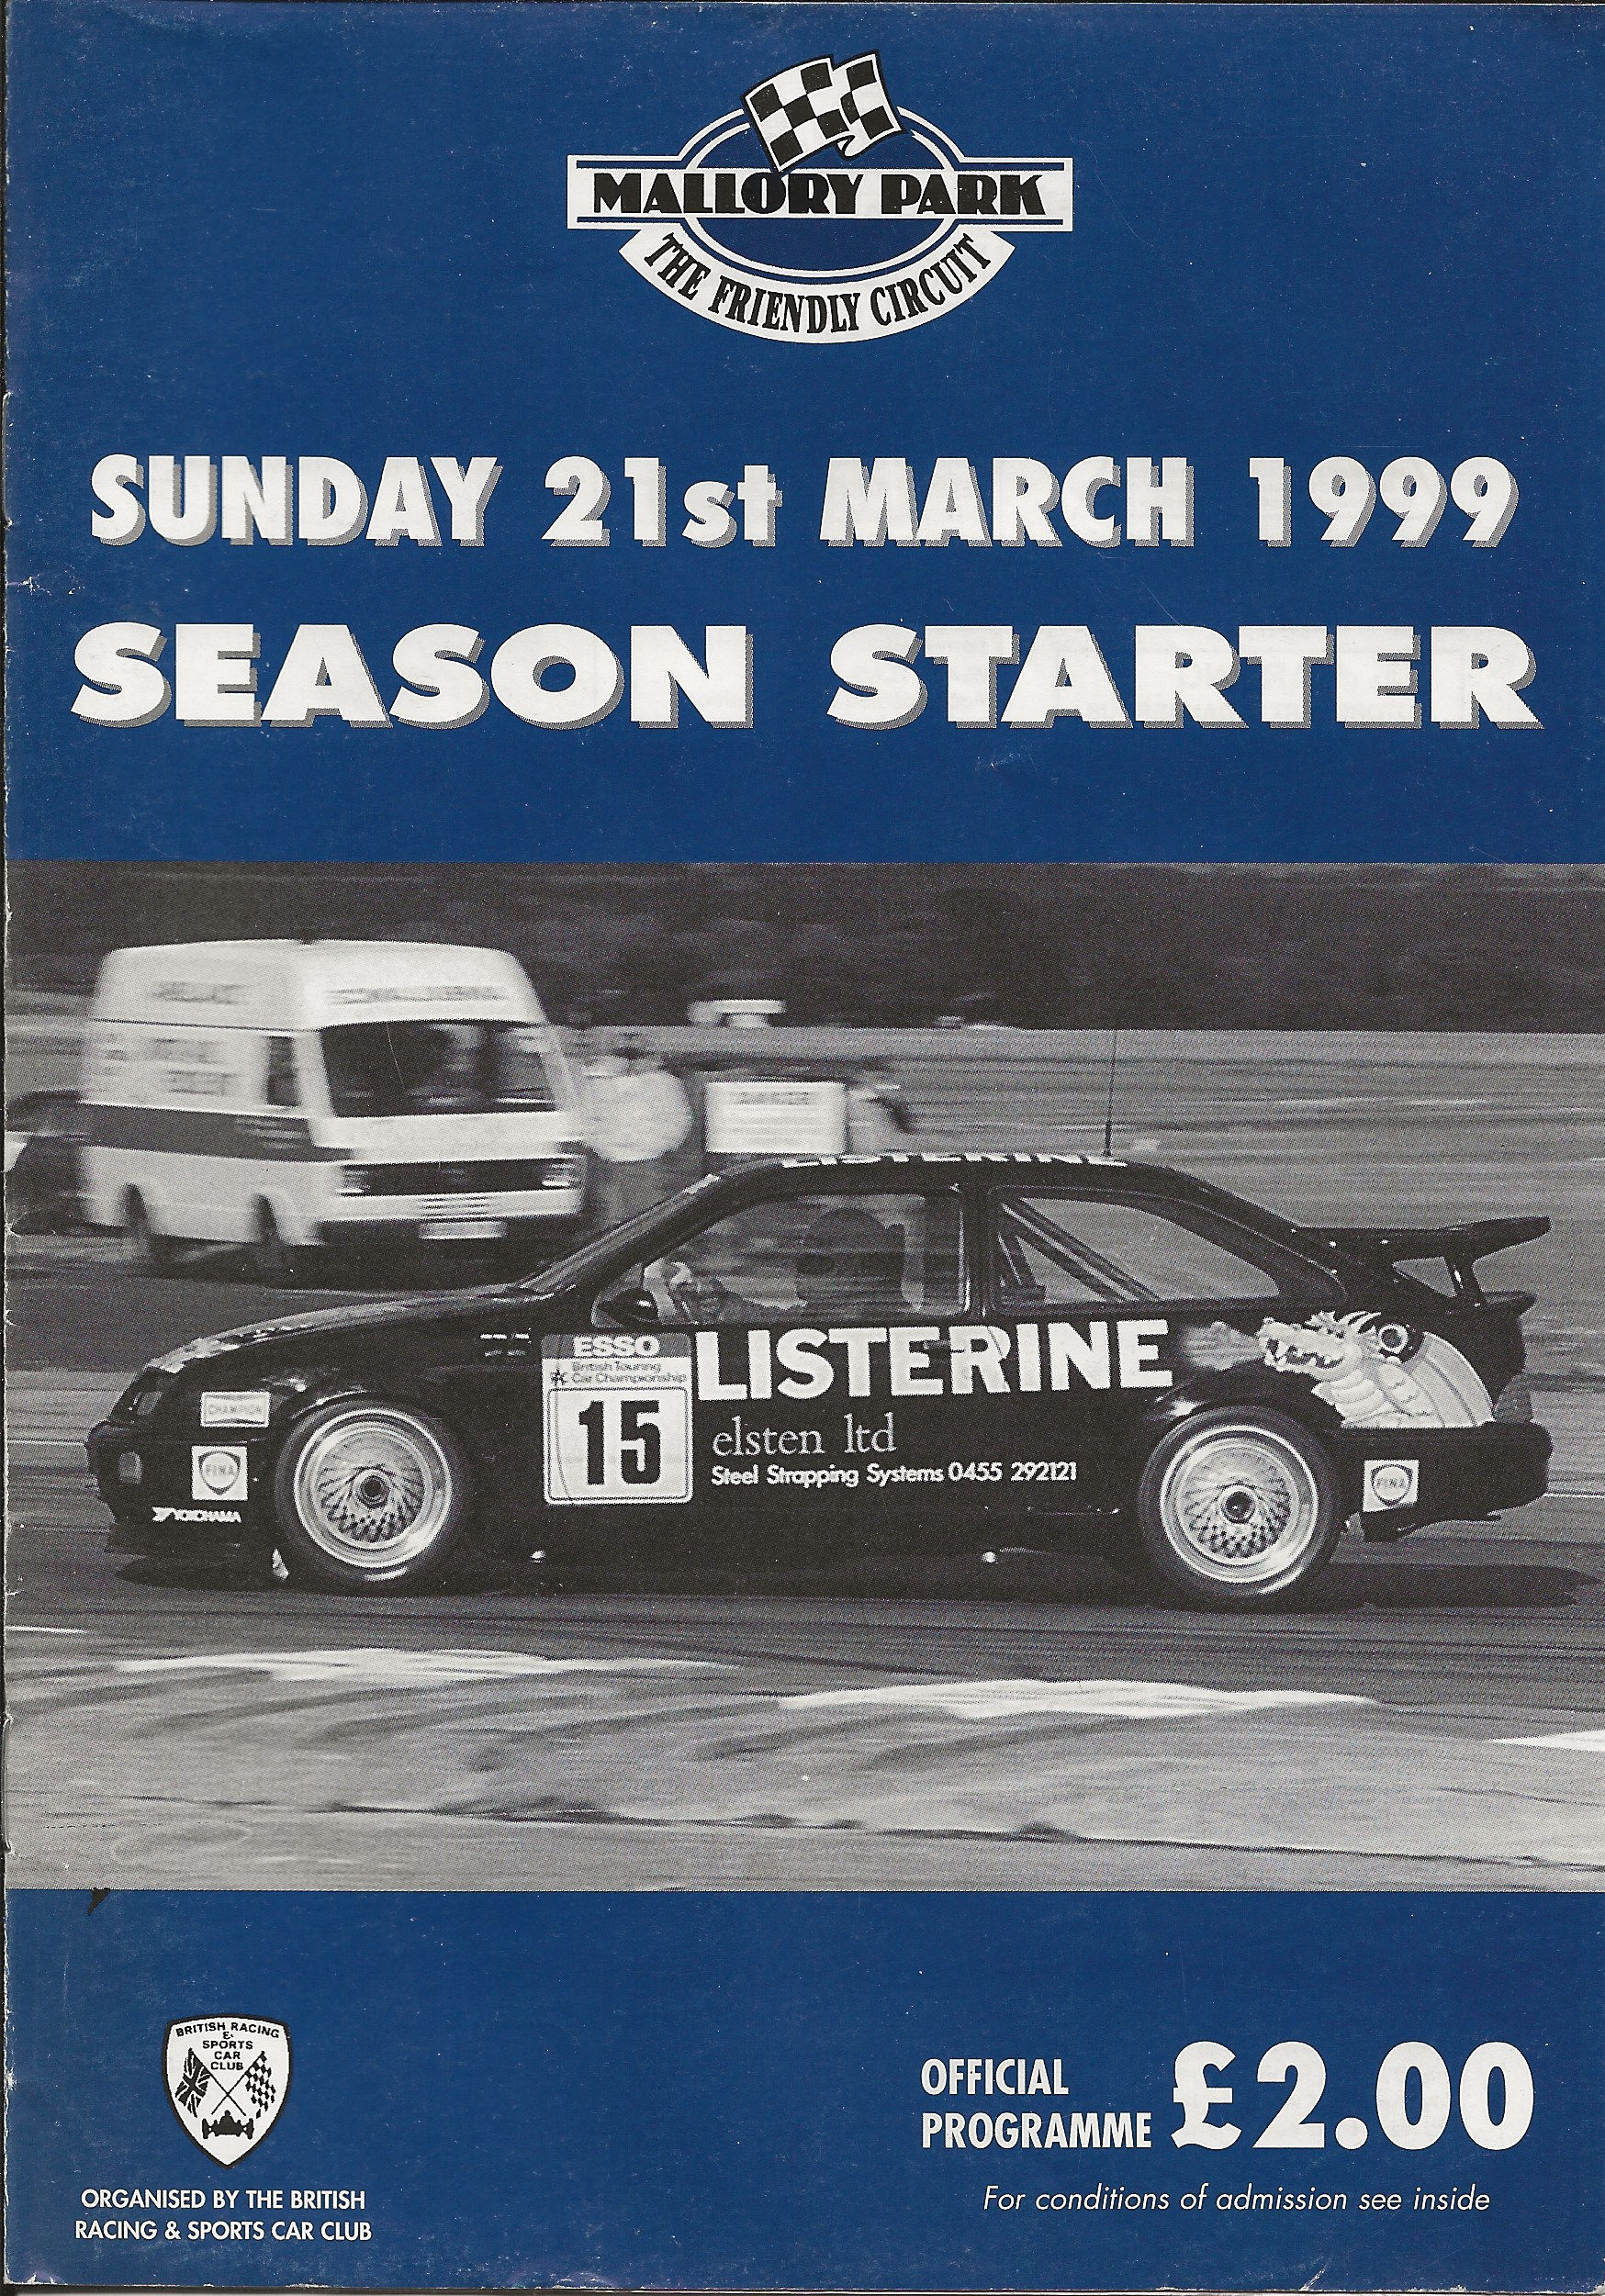 MALLORY PARK
THE FRIENDLY CIRCUIT
SUNDAY 21st MARCH 1999
SEASON STARTER
LISTERINE
ESSO
British Touring
Car Championship
15
LISTERINE
elsten ltd
Steel Strapping Systems 0455 292121
CHAMPION
FINA
YOKOHAMA
FINA
BRITISH RACING
&
SPORTS
CAR
CLUB
ORGANISED BY THE BRITISH
RACING & SPORTS CAR CLUB
OFFICIAL
PROGRAMME £2.00
For conditions of admission see inside